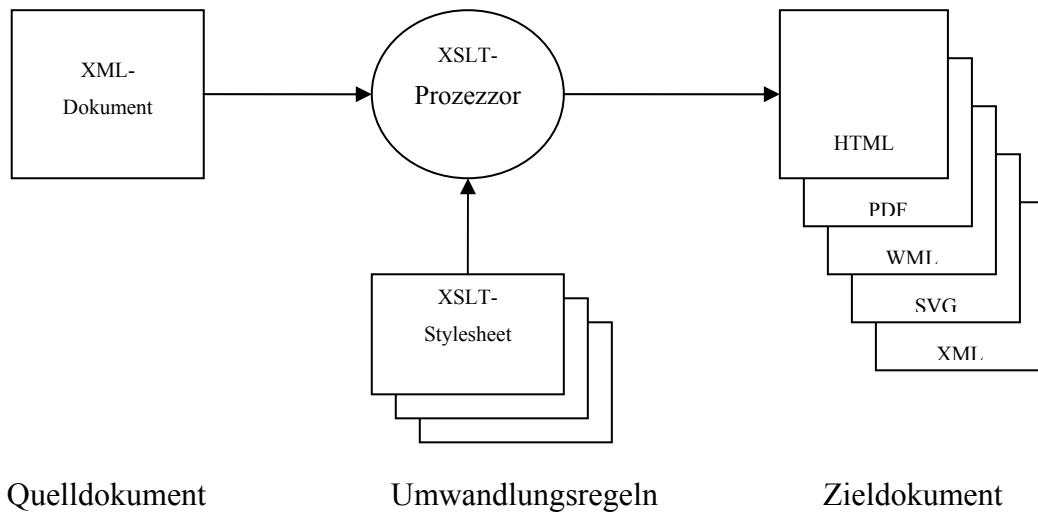 XML-
Dokument
XSLT-
Prozezzor
HTML
PDF
WML
SVG
XML
XSLT-
Stylesheet
Quelldokument
Umwandlungsregeln
Zieldokument